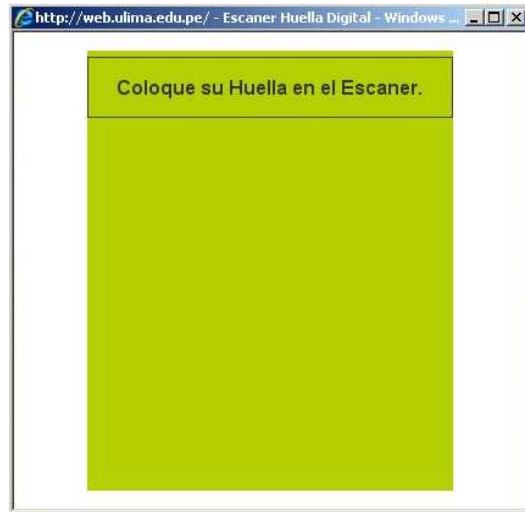 http://web.ulima.edu.pe/ - Escaner Huella Digital - Windows ...
Coloque su Huella en el Escaner.